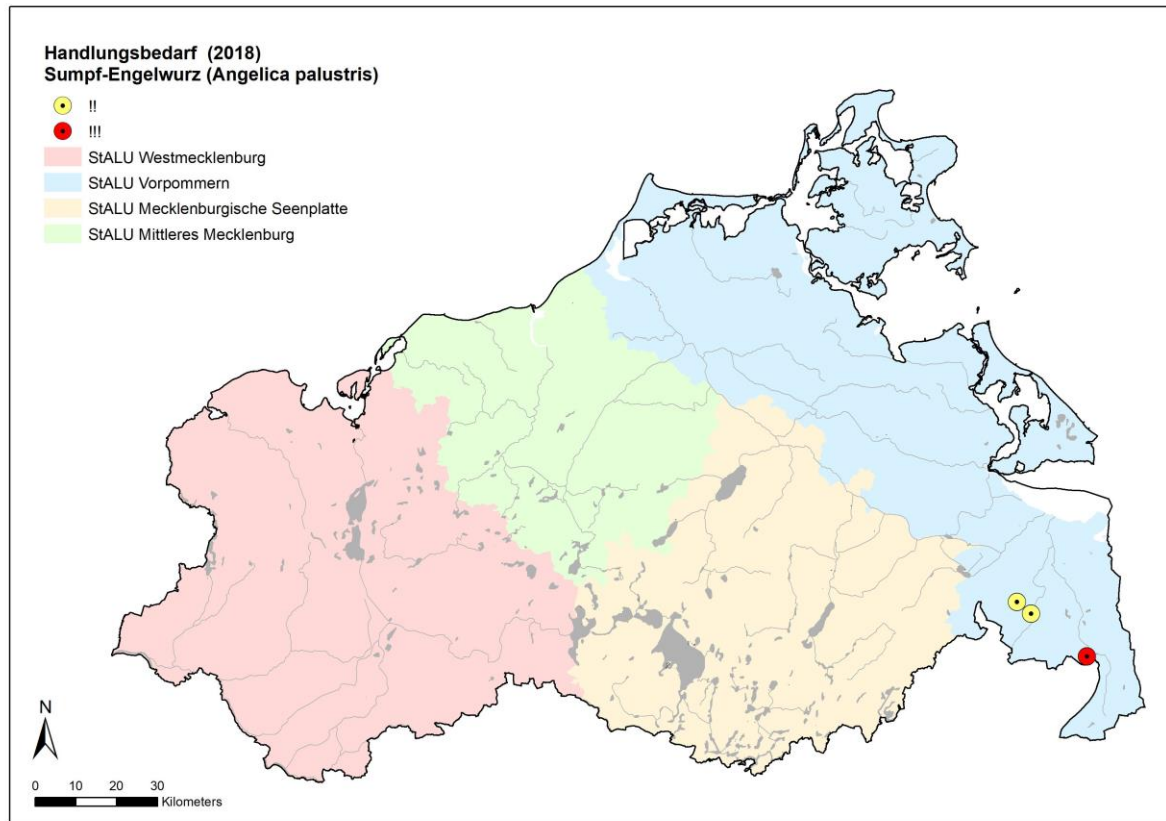 Handlungsbedarf (2018)
Sumpf-Engelwurz (Angelica palustris)
!!
!!!
StALU Westmecklenburg
StALU Vorpommern
StALU Mecklenburgische Seenplatte
StALU Mittleres Mecklenburg
N
0 10 20 30
Kilometers